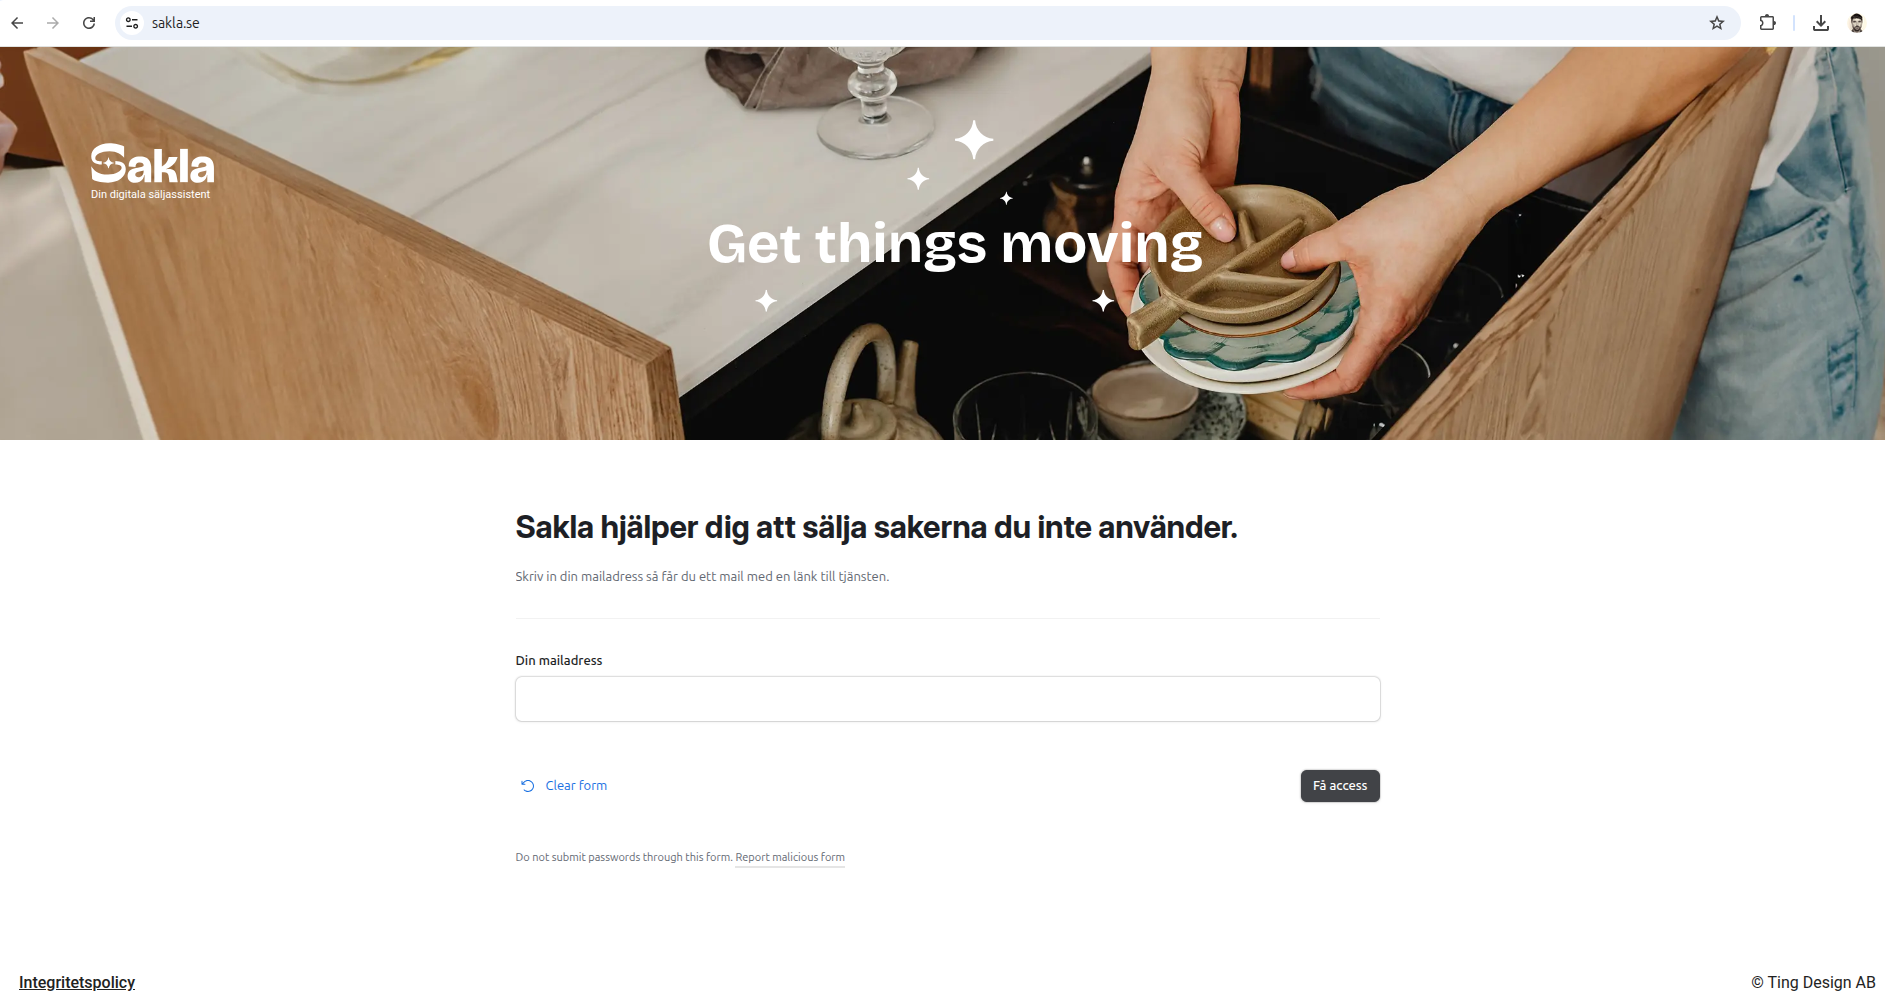 sakla.se
Sakla
Din digitala säljassistent
Get things moving
Sakla hjälper dig att sälja sakerna du inte använder.
Skriv in din mailadress så får du ett mail med en länk till tjänsten.
Din mailadress
Clear form
Få access
Do not submit passwords through this form. Report malicious form
Integritetspolicy
© Ting Design AB